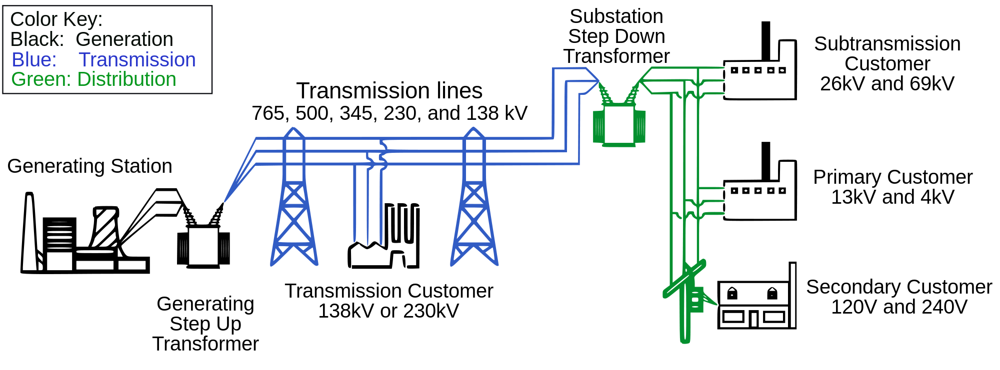 Color Key:
Black: Generation
Blue: Transmission
Green: Distribution
Substation
Step Down
Transformer
Subtransmission
Customer
26kV and 69kV
Transmission lines
765, 500, 345, 230, and 138 kV
Generating Station
Primary Customer
13kV and 4kV
Transmission Customer
138kV or 230kV
Secondary Customer
120V and 240V
Generating
Step Up
Transformer